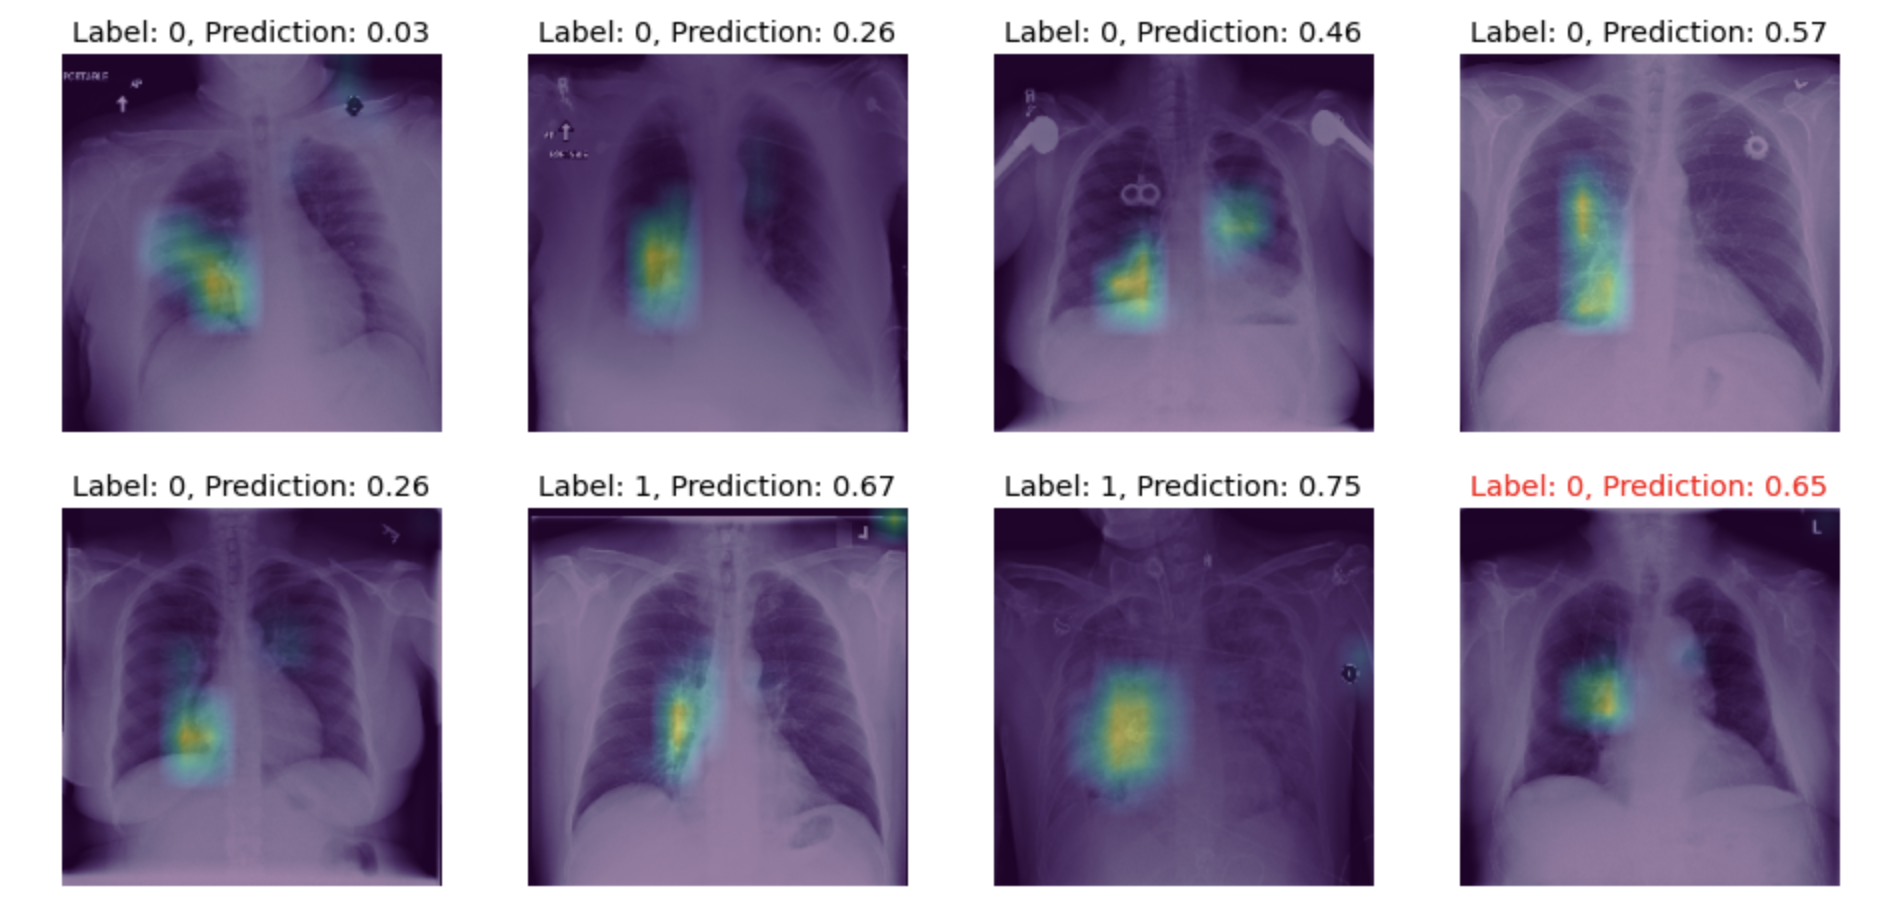 Label: 0, Prediction: 0.03
Label: 0, Prediction: 0.26
Label: 0, Prediction: 0.46
Label: 0, Prediction: 0.57
PORTABLE
AP
R
R
L
Label: 0, Prediction: 0.26
Label: 1, Prediction: 0.67
Label: 1, Prediction: 0.75
Label: 0, Prediction: 0.65
L